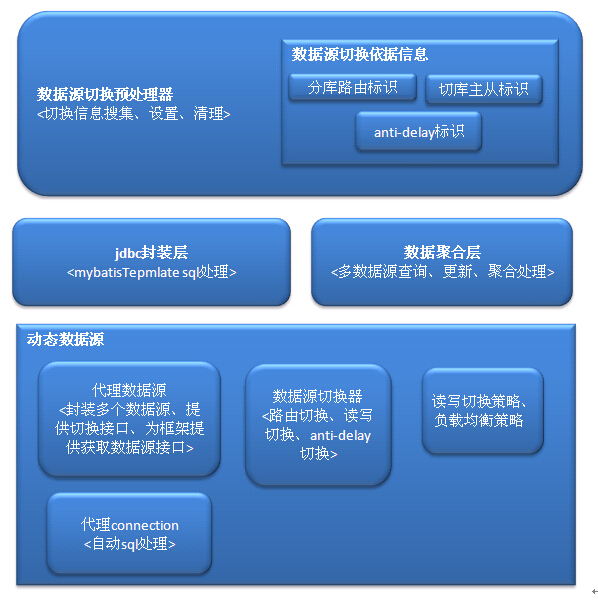 数据源切换预处理器
<切换信息搜集、设置、清理>
数据源切换依据信息
分库路由标识
切库主从标识
anti-delay标识
jdbc封装层
<mybatisTepmlate sql处理>
数据聚合层
<多数据源查询、更新、聚合处理>
动态数据源
代理数据源
<封装多个数据源、提
供切换接口、为框架提
供获取数据源接口>
数据源切换器
<路由切换、读写
切换、anti-delay
切换>
读写切换策略、
负载均衡策略
代理connection
<自动sql处理>